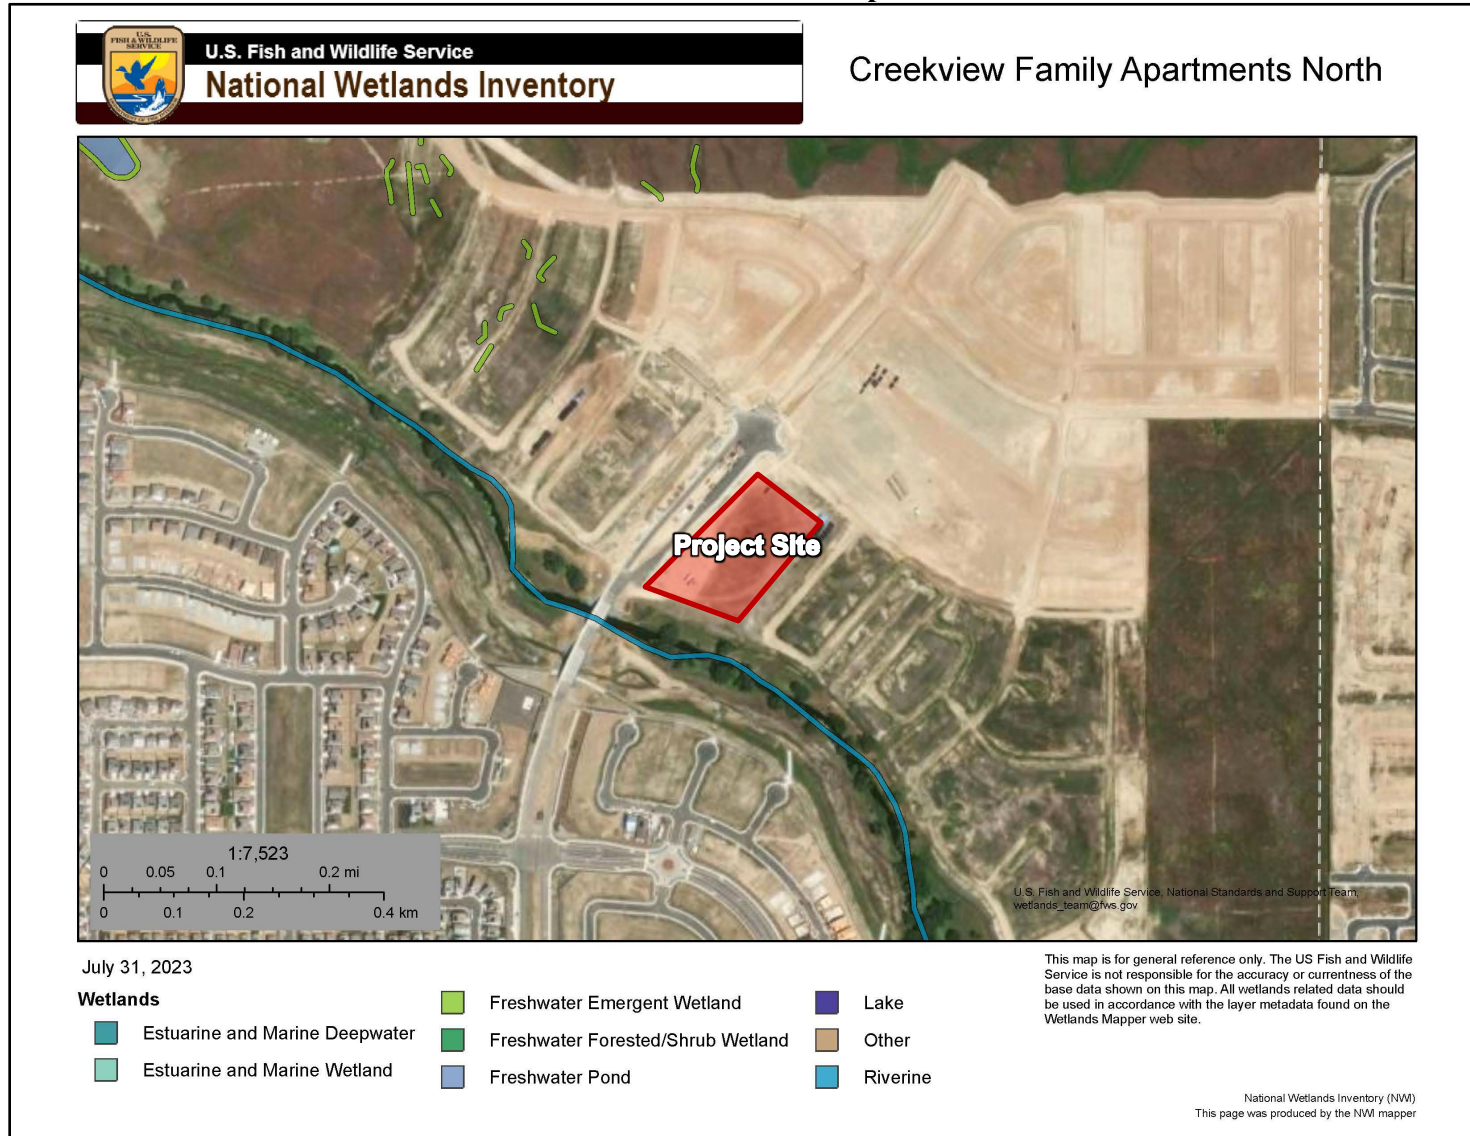 U.S.
FISH & WILDLIFE
SERVICE
U.S. Fish and Wildlife Service
National Wetlands Inventory
Creekview Family Apartments North
Project Site
1:7,523
0 0.05 0.1 0.2 mi
0 0.1 0.2 0.4 km
U.S. Fish and Wildlife Service, National Standards and Support Team,
wetlands_team@fws.gov
July 31, 2023
Wetlands
Estuarine and Marine Deepwater
Estuarine and Marine Wetland
Freshwater Emergent Wetland
Freshwater Forested/Shrub Wetland
Freshwater Pond
Lake
Other
Riverine
This map is for general reference only. The US Fish and Wildlife
Service is not responsible for the accuracy or currentness of the
base data shown on this map. All wetlands related data should
be used in accordance with the layer metadata found on the
Wetlands Mapper web site.
National Wetlands Inventory (NWI)
This page was produced by the NWI mapper